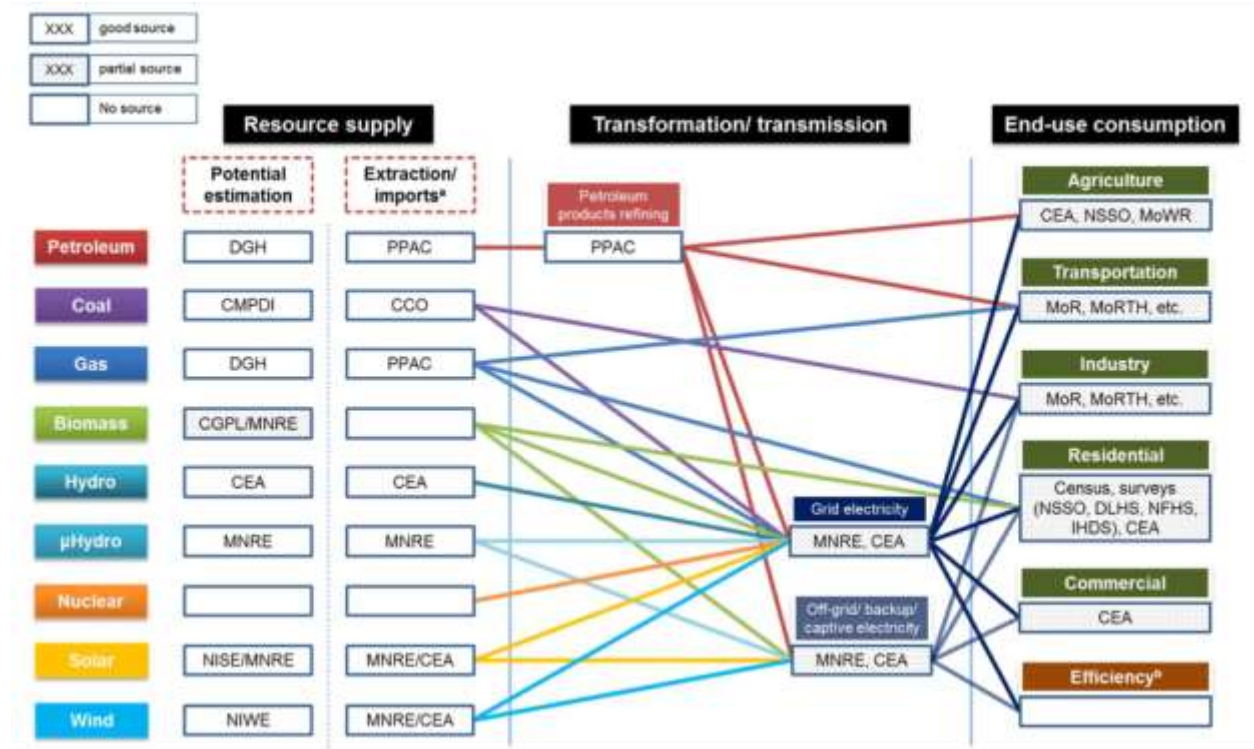 XXX good source
XXX partial source
No source
Resource supply
Transformation/ transmission
End-use consumption
Potential
estimation
Extraction/
importsᵃ
Petroleum
products refining
Agriculture
CEA, NSSO, MoWR
Petroleum DGH PPAC PPAC
Transportation
MoR, MoRTH, etc.
Coal CMPDI CCO
Industry
MoR, MoRTH, etc.
Gas DGH PPAC
Biomass CGPL/MNRE
Residential
Census, surveys
(NSSO, DLHS, NFHS,
IHDS), CEA
Hydro CEA CEA
Grid electricity
MNRE, CEA
µHydro MNRE MNRE
Commercial
CEA
Nuclear
Off-grid/ backup/
captive electricity
MNRE, CEA
Solar NISE/MNRE MNRE/CEA
Efficiencyᵇ
Wind NIWE MNRE/CEA